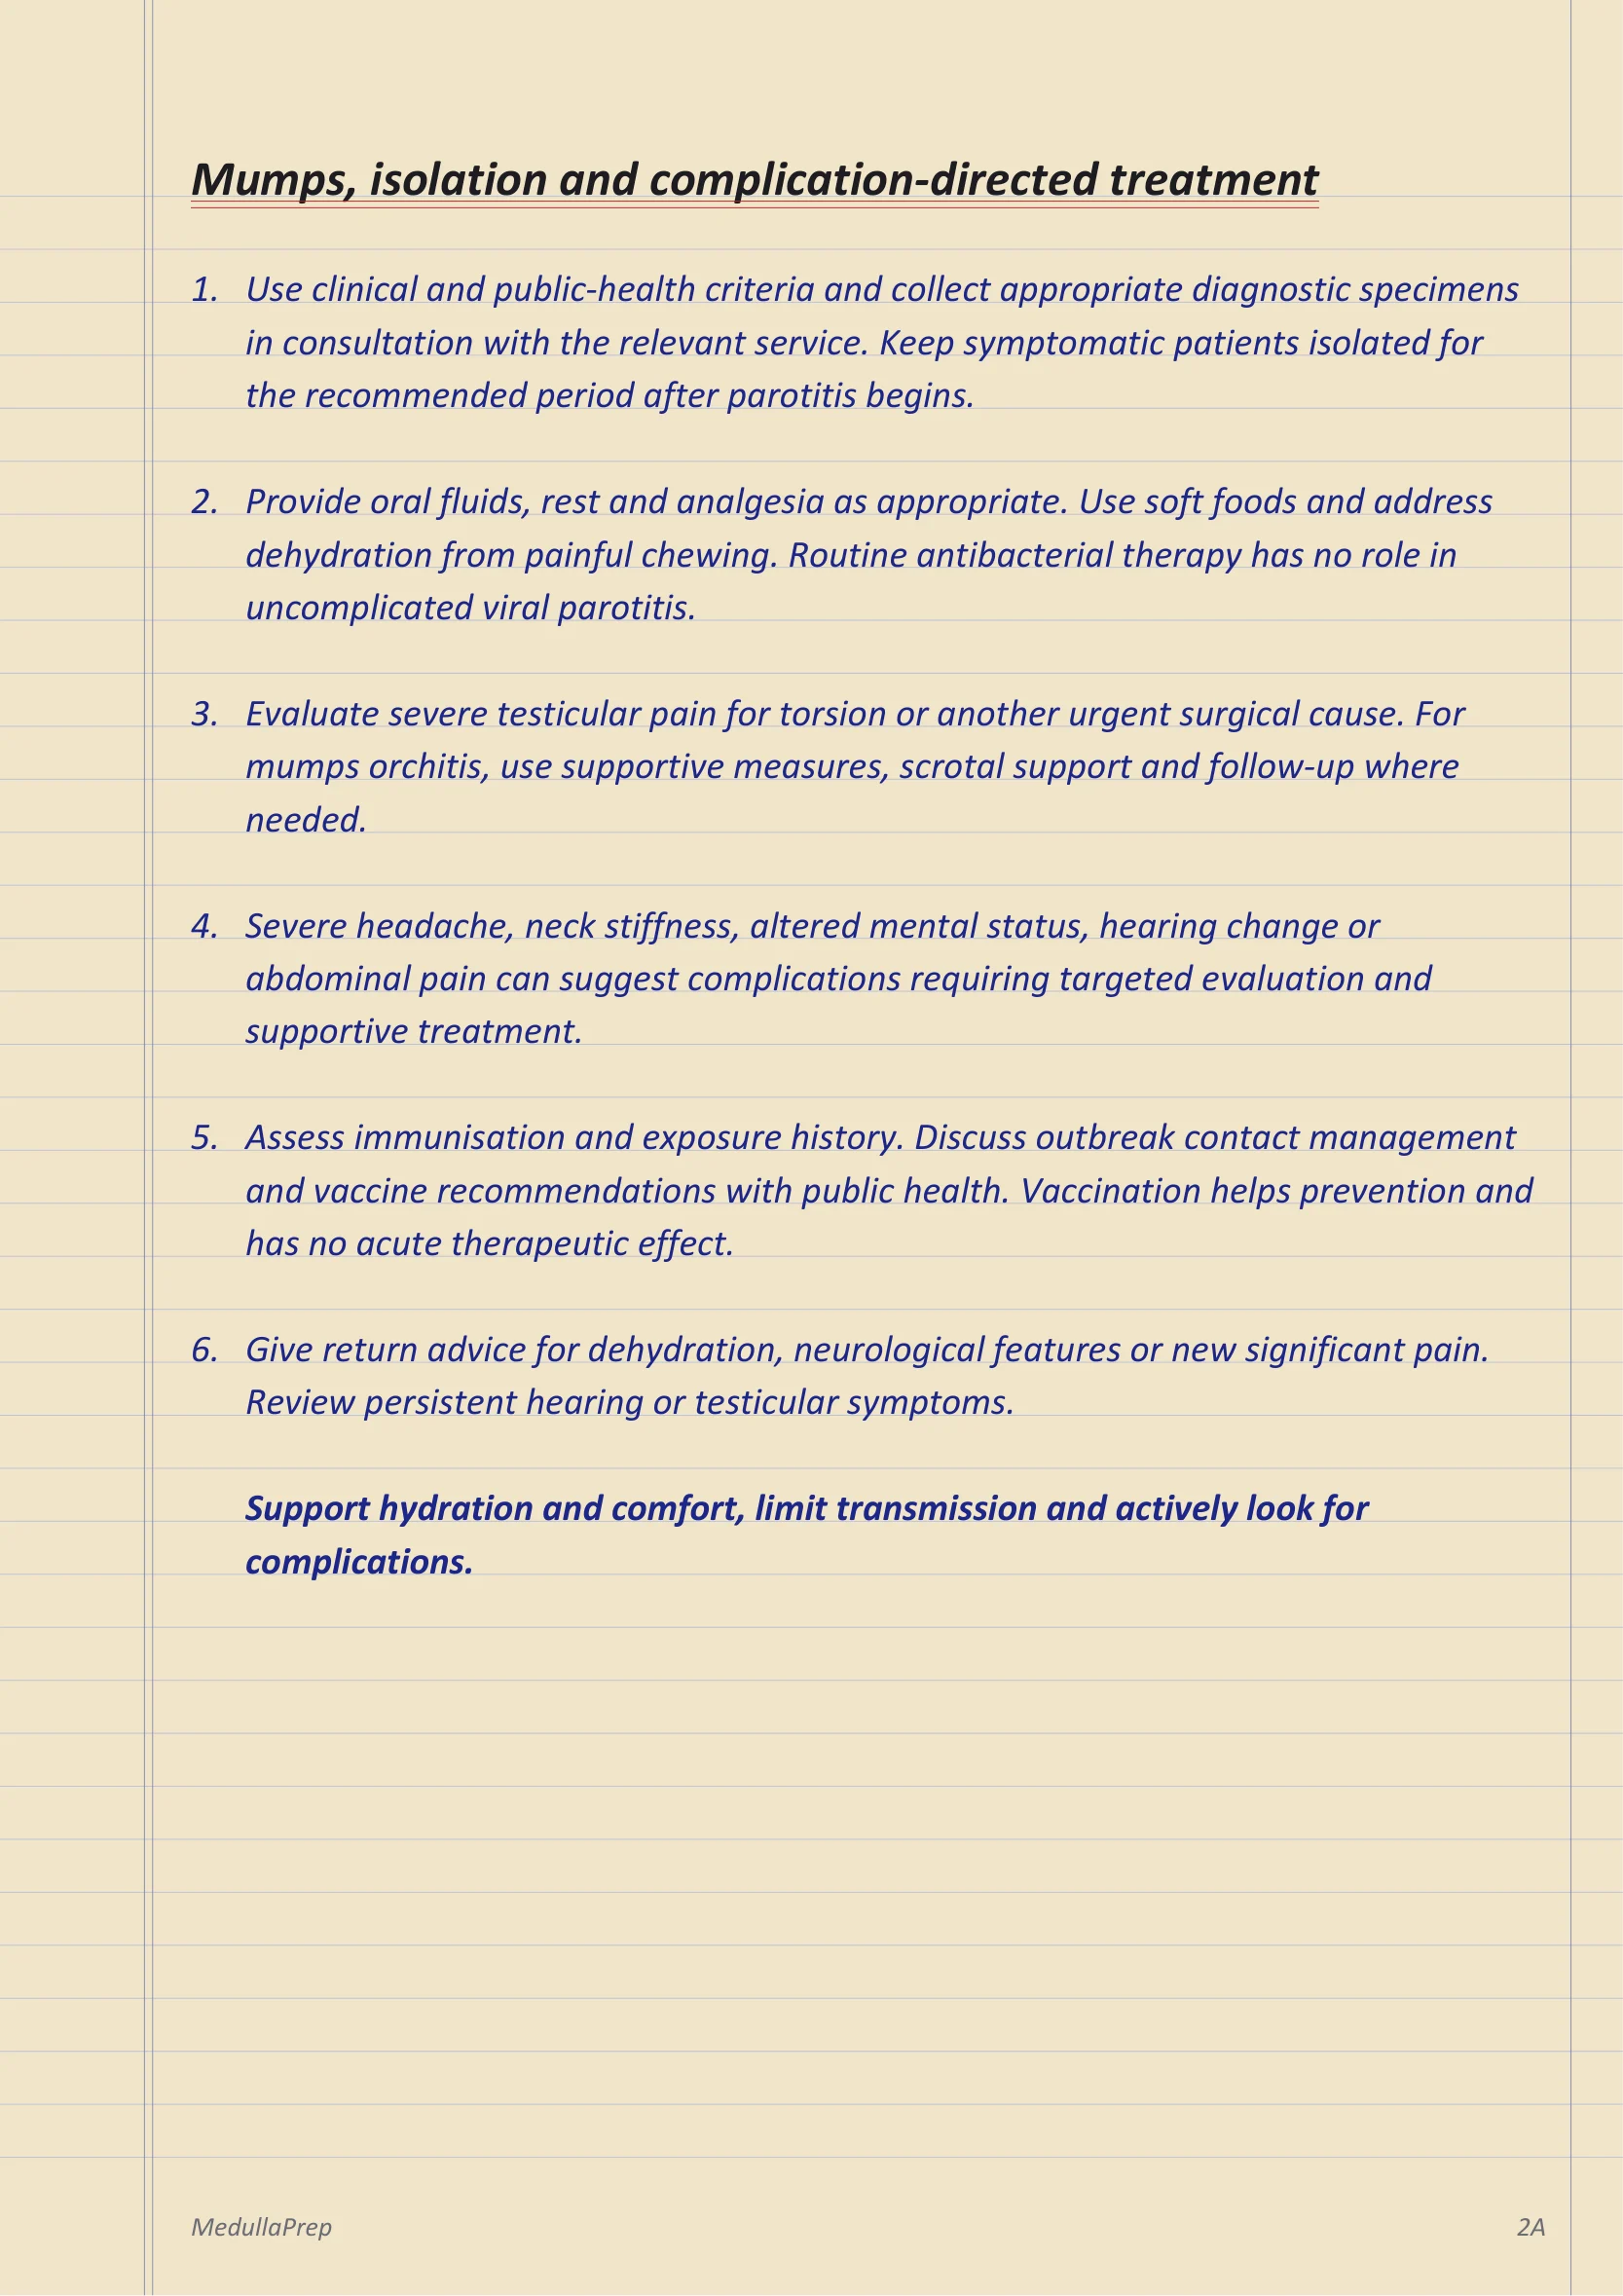 Mumps, isolation and complication-directed treatment
1. Use clinical and public-health criteria and collect appropriate diagnostic specimens
in consultation with the relevant service. Keep symptomatic patients isolated for
the recommended period after parotitis begins.
2. Provide oral fluids, rest and analgesia as appropriate. Use soft foods and address
dehydration from painful chewing. Routine antibacterial therapy has no role in
uncomplicated viral parotitis.
3. Evaluate severe testicular pain for torsion or another urgent surgical cause. For
mumps orchitis, use supportive measures, scrotal support and follow-up where
needed.
4. Severe headache, neck stiffness, altered mental status, hearing change or
abdominal pain can suggest complications requiring targeted evaluation and
supportive treatment.
5. Assess immunisation and exposure history. Discuss outbreak contact management
and vaccine recommendations with public health. Vaccination helps prevention and
has no acute therapeutic effect.
6. Give return advice for dehydration, neurological features or new significant pain.
Review persistent hearing or testicular symptoms.
Support hydration and comfort, limit transmission and actively look for
complications.
MedullaPrep
2A